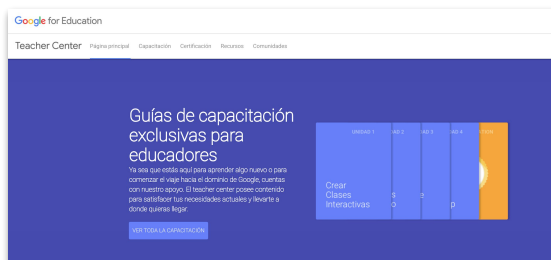 Google for Education
Teacher Center Página principal Capacitación Certificación Recursos Comunidades
Guías de capacitación
exclusivas para
educadores
Ya sea que estás aquí para aprender algo nuevo o para
comenzar el viaje hacia el dominio de Google, cuentas
con nuestro apoyo. El teacher center posee contenido
para satisfacer tus necesidades actuales y llevarte a
donde quieras llegar.
VER TODA LA CAPACITACIÓN
UNIDAD 1
Crear
Clases
Interactivas